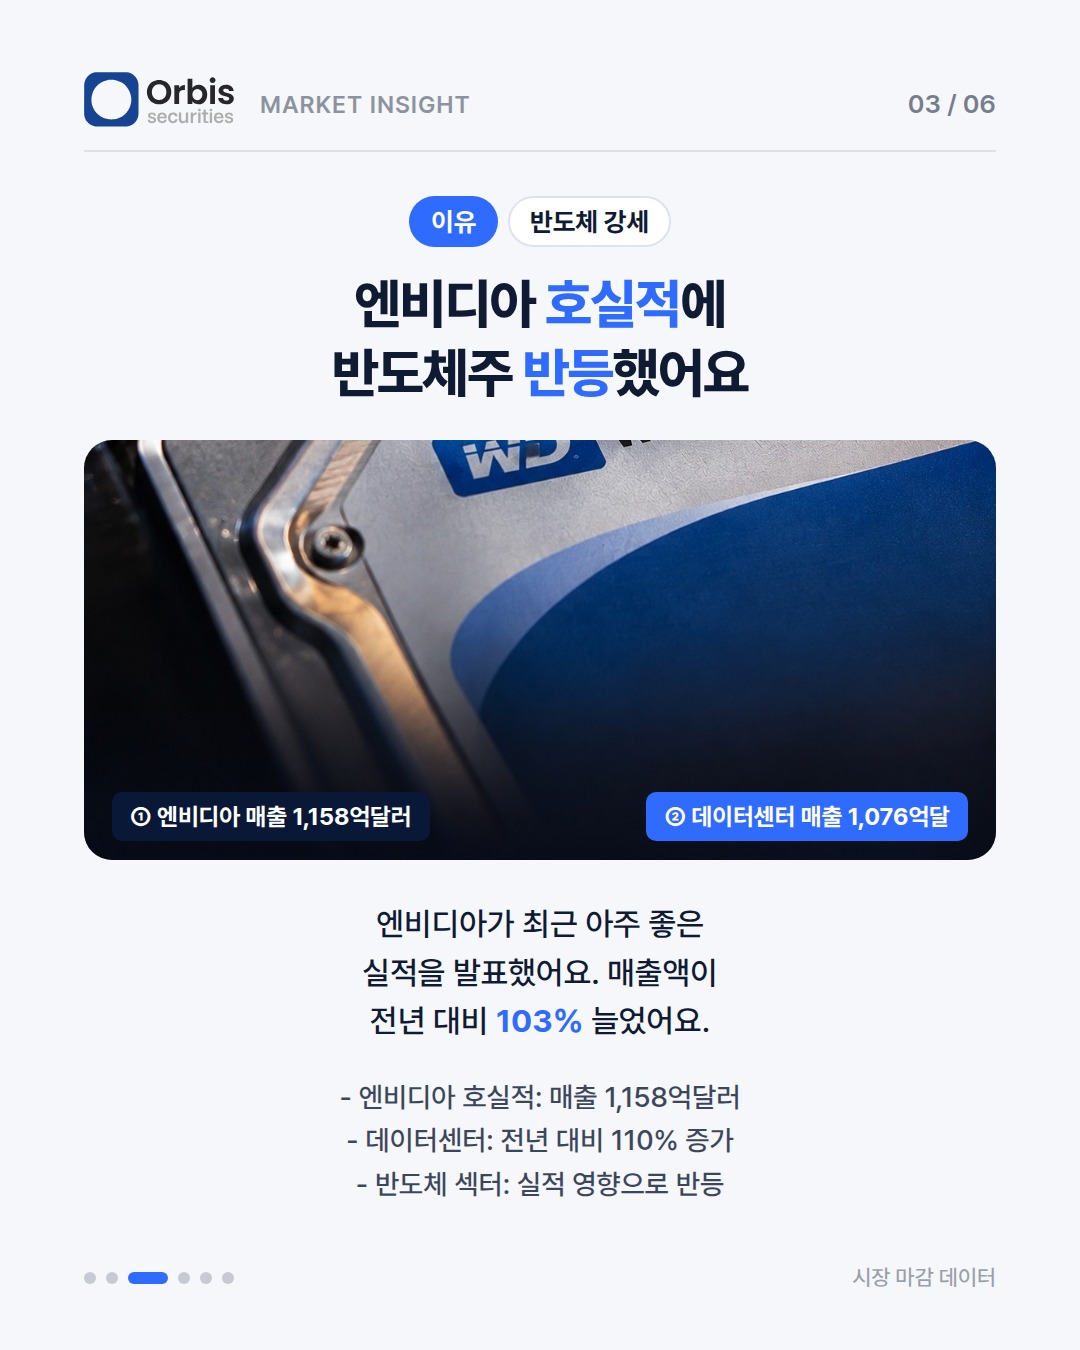 Orbis
securities
MARKET INSIGHT
03 / 06
이유
반도체 강세
엔비디아 호실적에
반도체주 반등했어요
WD
① 엔비디아 매출 1,158억달러
② 데이터센터 매출 1,076억달
엔비디아가 최근 아주 좋은
실적을 발표했어요. 매출액이
전년 대비 103% 늘었어요.
- 엔비디아 호실적: 매출 1,158억달러
- 데이터센터: 전년 대비 110% 증가
- 반도체 섹터: 실적 영향으로 반등
시장 마감 데이터